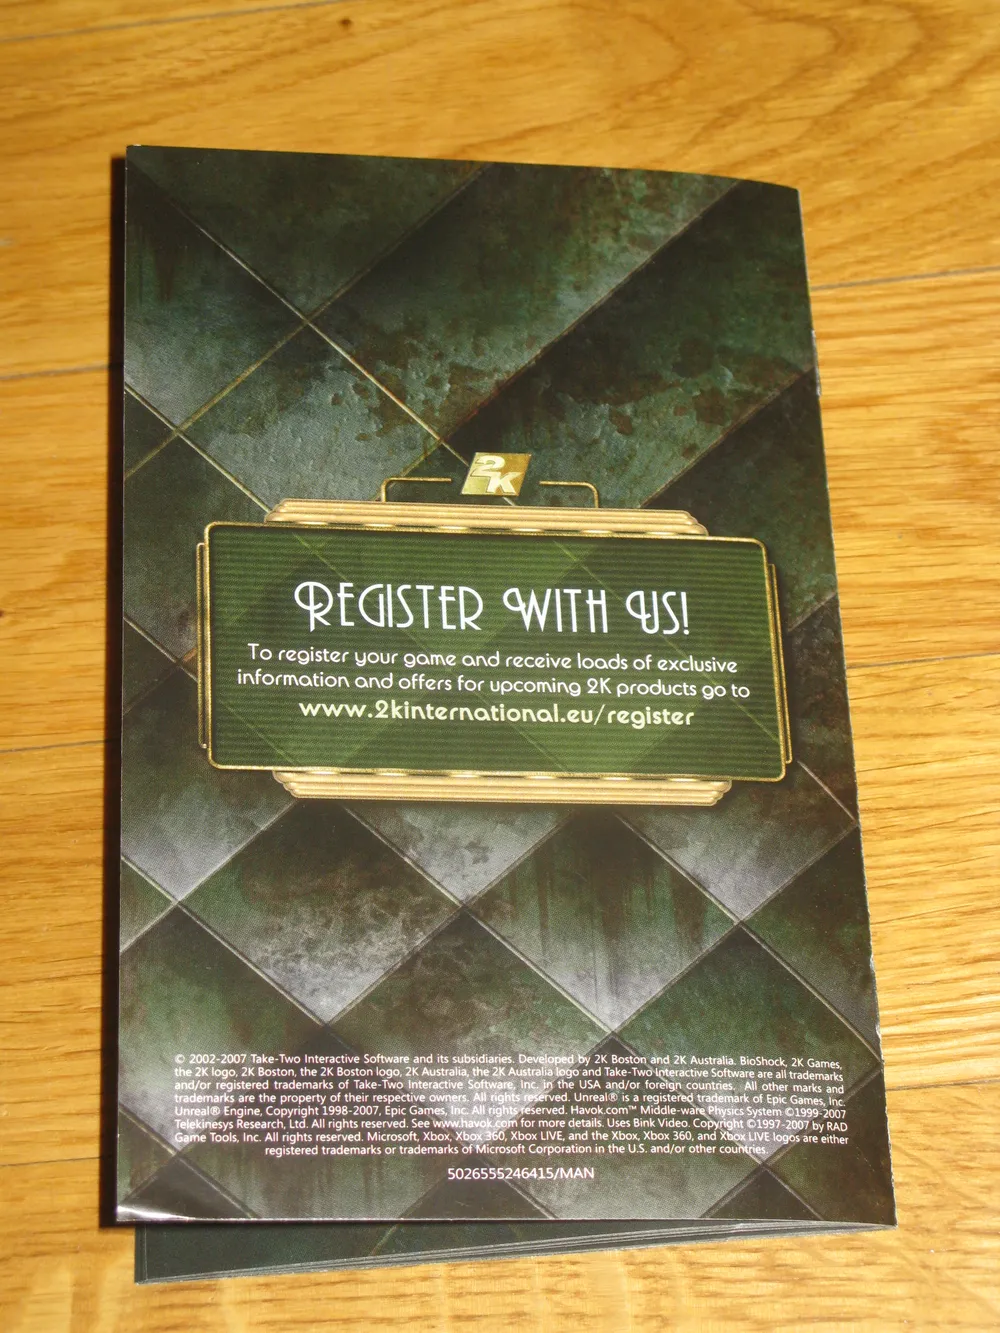 2K
REGISTER WITH US!
To register your game and receive loads of exclusive
information and offers for upcoming 2K products go to
www.2kinternational.eu/register
© 2002-2007 Take-Two Interactive Software and its subsidiaries. Developed by 2K Boston and 2K Australia. BioShock, 2K Games,
the 2K logo, 2K Boston, the 2K Boston logo, 2K Australia, the 2K Australia logo and Take-Two Interactive Software are all trademarks
and/or registered trademarks of Take-Two Interactive Software, Inc. in the USA and/or foreign countries. All other marks and
trademarks are the property of their respective owners. All rights reserved. Unreal® is a registered trademark of Epic Games, Inc.
Unreal® Engine, Copyright 1998-2007, Epic Games, Inc. All rights reserved. Havok.com™ Middle-ware Physics System ©1999-2007
Telekinesys Research, Ltd. All rights reserved. See www.havok.com for more details. Uses Bink Video. Copyright ©1997-2007 by RAD
Game Tools, Inc. All rights reserved. Microsoft, Xbox, Xbox 360, Xbox LIVE, and the Xbox, Xbox 360, and Xbox LIVE logos are either
registered trademarks or trademarks of Microsoft Corporation in the U.S. and/or other countries.
5026555246415/MAN